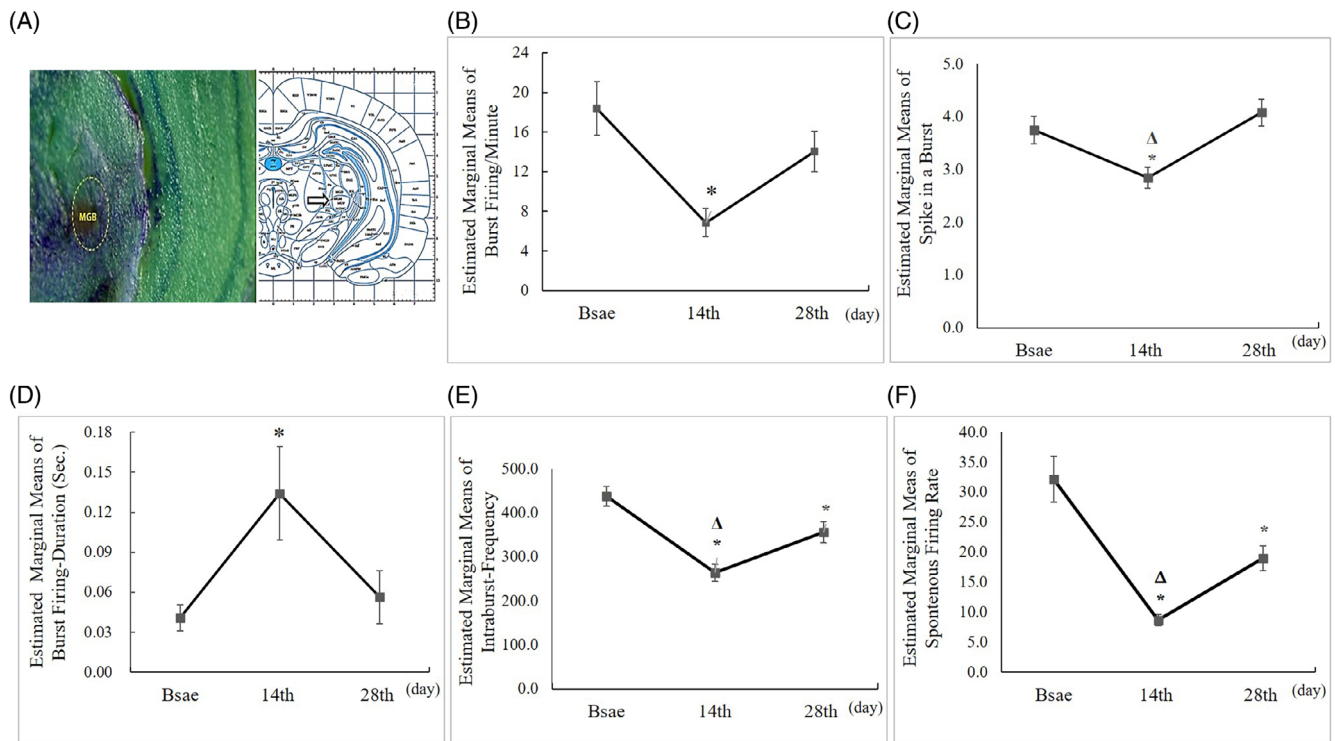 (A)
MGB
(B)
Estimated Marginal Means of
Burst Firing/Minute
24
20
16
12
8
4
0
*
Bsae
14th
28th
(day)
(C)
Estimated Marginal Means of
Spike in a Burst
5.0
4.0
3.0
2.0
1.0
0.0
Δ
*
Bsae
14th
28th
(day)
(D)
Estimated Marginal Means of
Burst Firing-Duration (Sec.)
0.18
0.15
0.12
0.09
0.06
0.03
0.00
*
Bsae
14th
28th
(day)
(E)
Estimated Marginal Means of
Intraburst-Frequency
500.0
400.0
300.0
200.0
100.0
0.0
Δ
*
*
Bsae
14th
28th
(day)
(F)
Estimated Marginal Meas of
Spontenous Firing Rate
40.0
35.0
30.0
25.0
20.0
15.0
10.0
5.0
0.0
Δ
*
*
Bsae
14th
28th
(day)